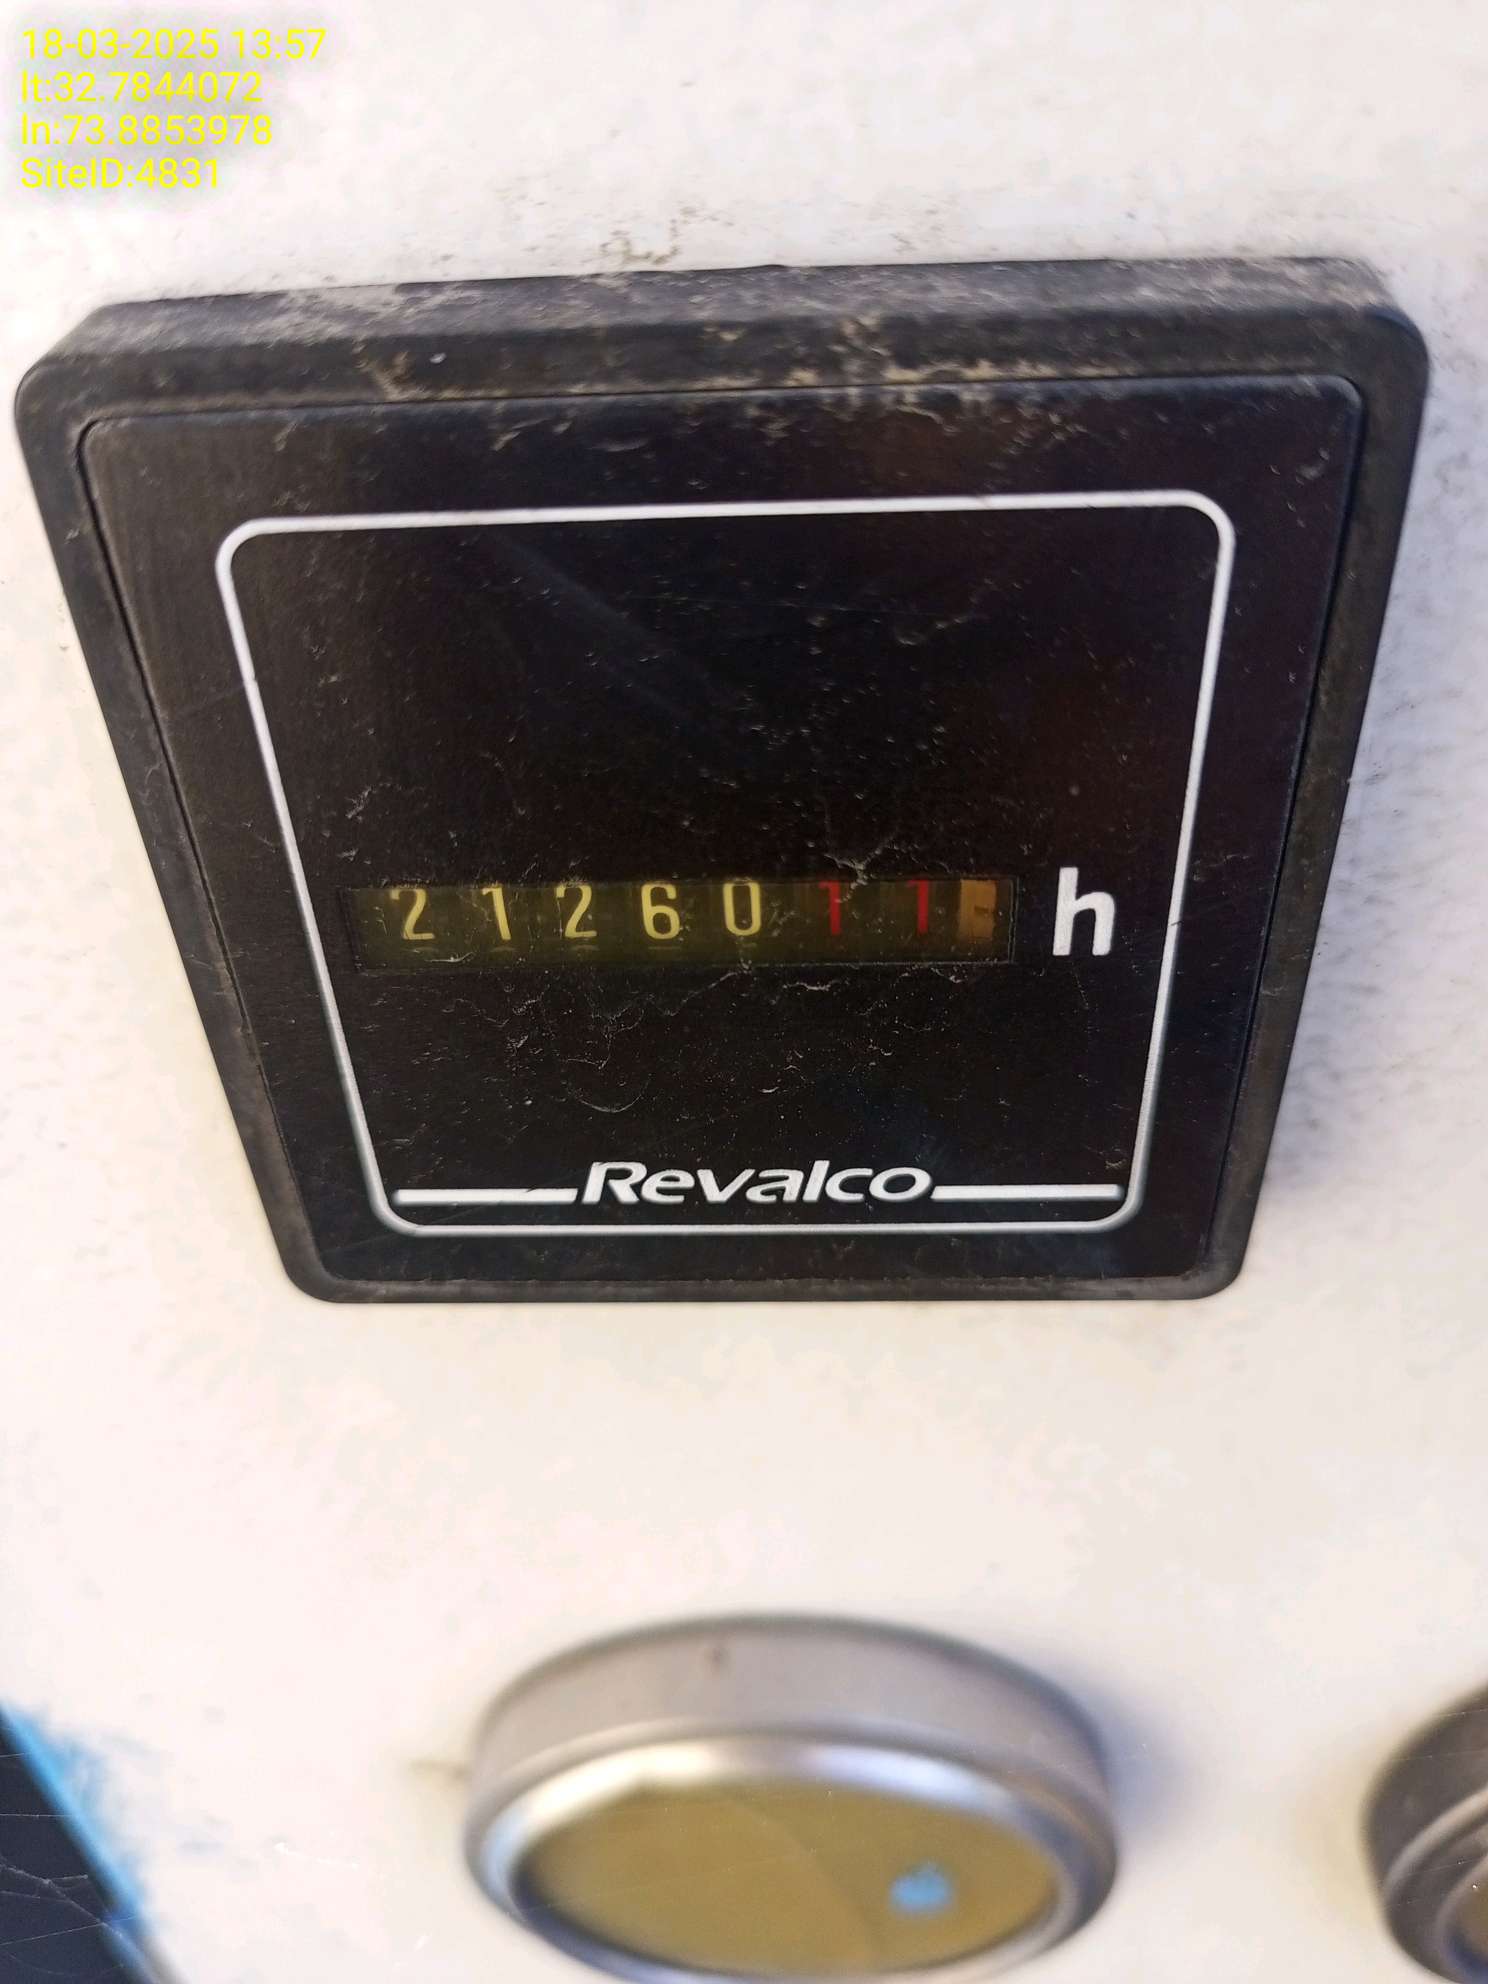 18-03-2025 13:57
lt:32.7844072
ln:73.8853978
SiteID:4831
2126011 h
Revalco